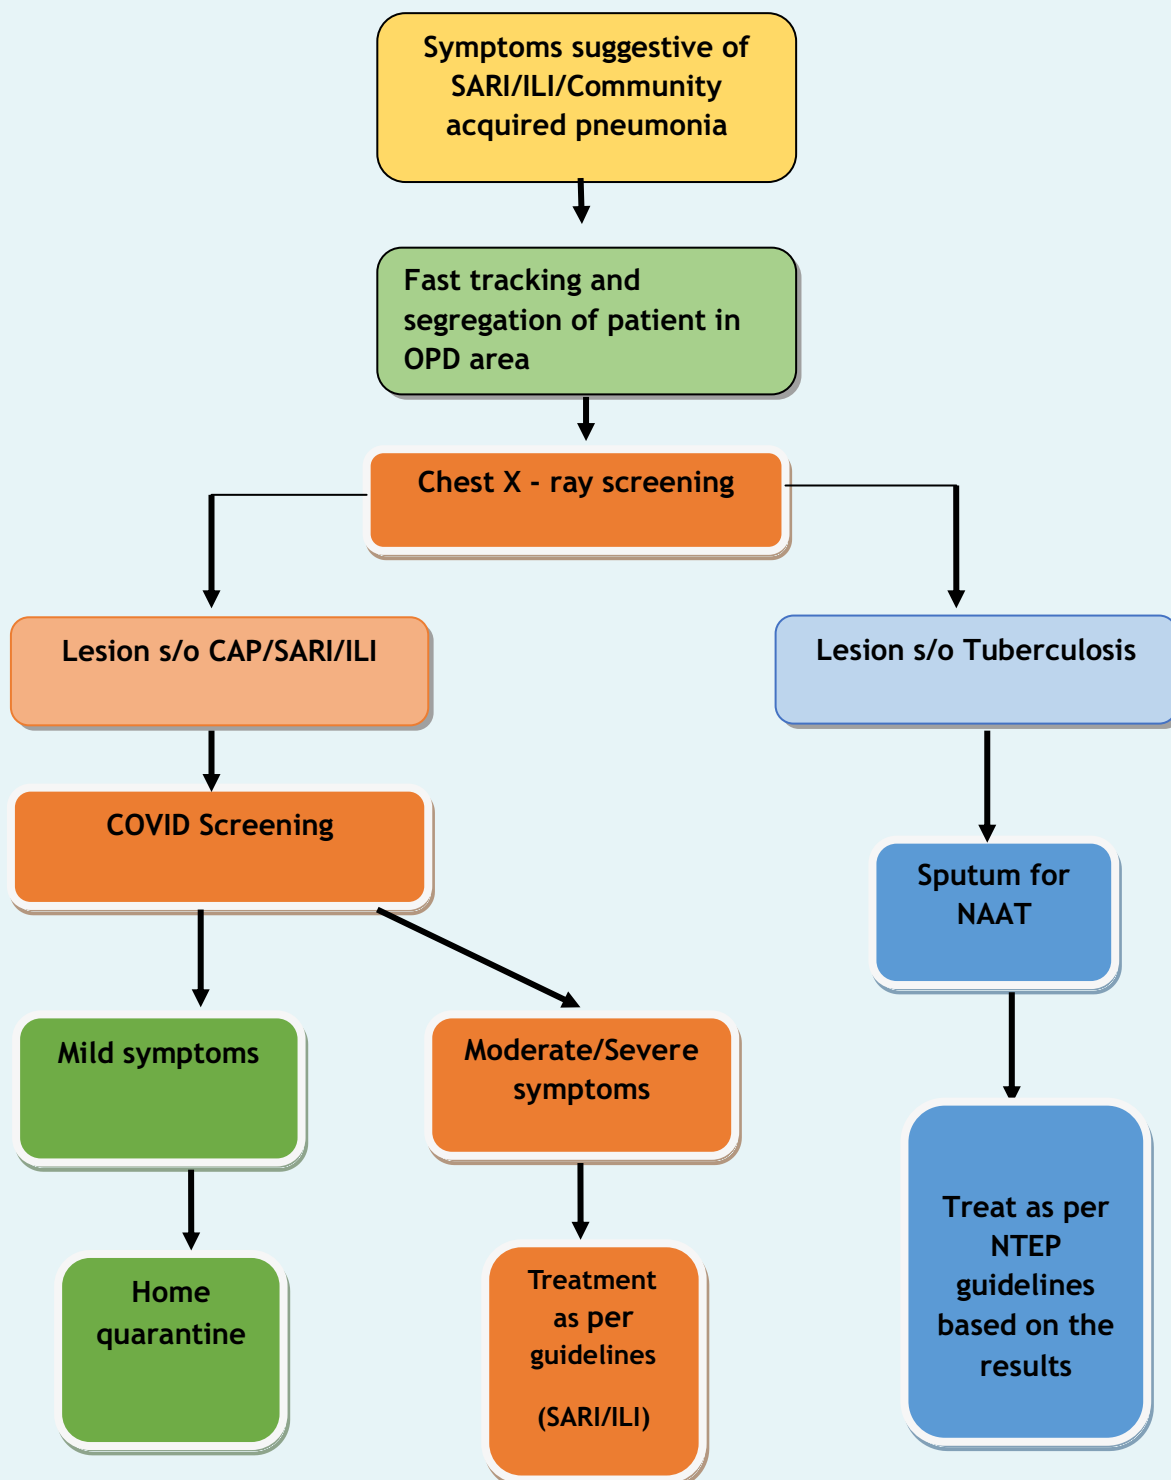 Symptoms suggestive of
SARI/ILI/Community
acquired pneumonia
Fast tracking and
segregation of patient in
OPD area
Chest X - ray screening
Lesion s/o CAP/SARI/ILI
Lesion s/o Tuberculosis
COVID Screening
Sputum for
NAAT
Mild symptoms
Moderate/Severe
symptoms
Home
quarantine
Treatment
as per
guidelines
(SARI/ILI)
Treat as per
NTEP
guidelines
based on the
results